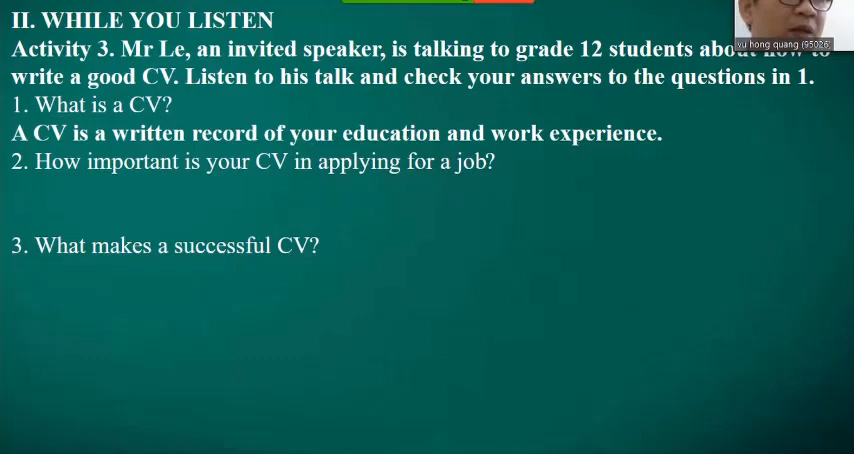 II. WHILE YOU LISTEN
Activity 3. Mr Le, an invited speaker, is talking to grade 12 students about how to
write a good CV. Listen to his talk and check your answers to the questions in 1.
1. What is a CV?
A CV is a written record of your education and work experience.
2. How important is your CV in applying for a job?
3. What makes a successful CV?
vu hong quang (95026)